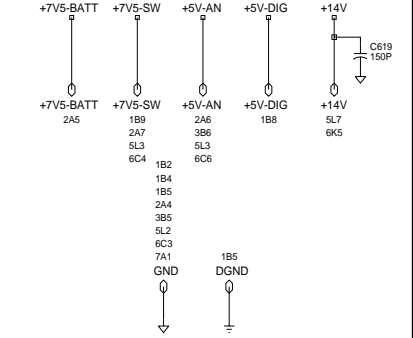 +7V5-BATT +7V5-SW +5V-AN +5V-DIG +14V
C619
150P
+7V5-BATT +7V5-SW +5V-AN +5V-DIG +14V
2A5 1B9 2A6 1B8 5L7
2A7 3B6 6K5
5L3 5L3
6C4 6C6
1B2
1B4
1B5
2A4
3B5
5L2
6C3
7A1 1B5
GND DGND